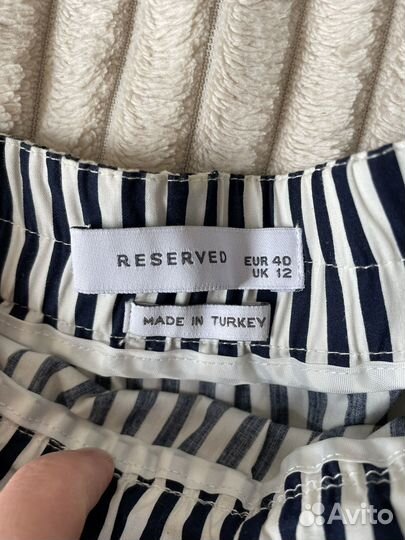 RESERVED
EUR 40
UK 12
MADE IN TURKEY
Avito